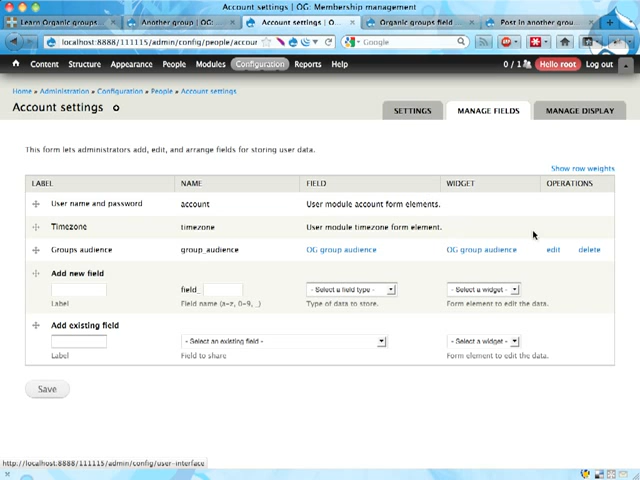 Account settings | OG: Membership management
Learn Organic groups...
Another group | OG: ...
Account settings | O...
Organic groups field
Post in another grou...
localhost:8888/111115/admin/config/people/accour
Google
Content Structure Appearance People Modules Configuration Reports Help
0 / 1
Hello root
Log out
Home » Administration » Configuration » People » Account settings
Account settings
SETTINGS
MANAGE FIELDS
MANAGE DISPLAY
This form lets administrators add, edit, and arrange fields for storing user data.
Show row weights
LABEL NAME FIELD WIDGET OPERATIONS
User name and password account User module account form elements.
Timezone timezone User module timezone form element.
Groups audience group_audience OG group audience OG group audience edit delete
Add new field
field_ - Select a field type - - Select a widget -
Label Field name (a-z, 0-9, _) Type of data to store. Form element to edit the data.
Add existing field
- Select an existing field - - Select a widget -
Label Field to share Form element to edit the data.
Save
http://localhost:8888/111115/admin/config/user-interface